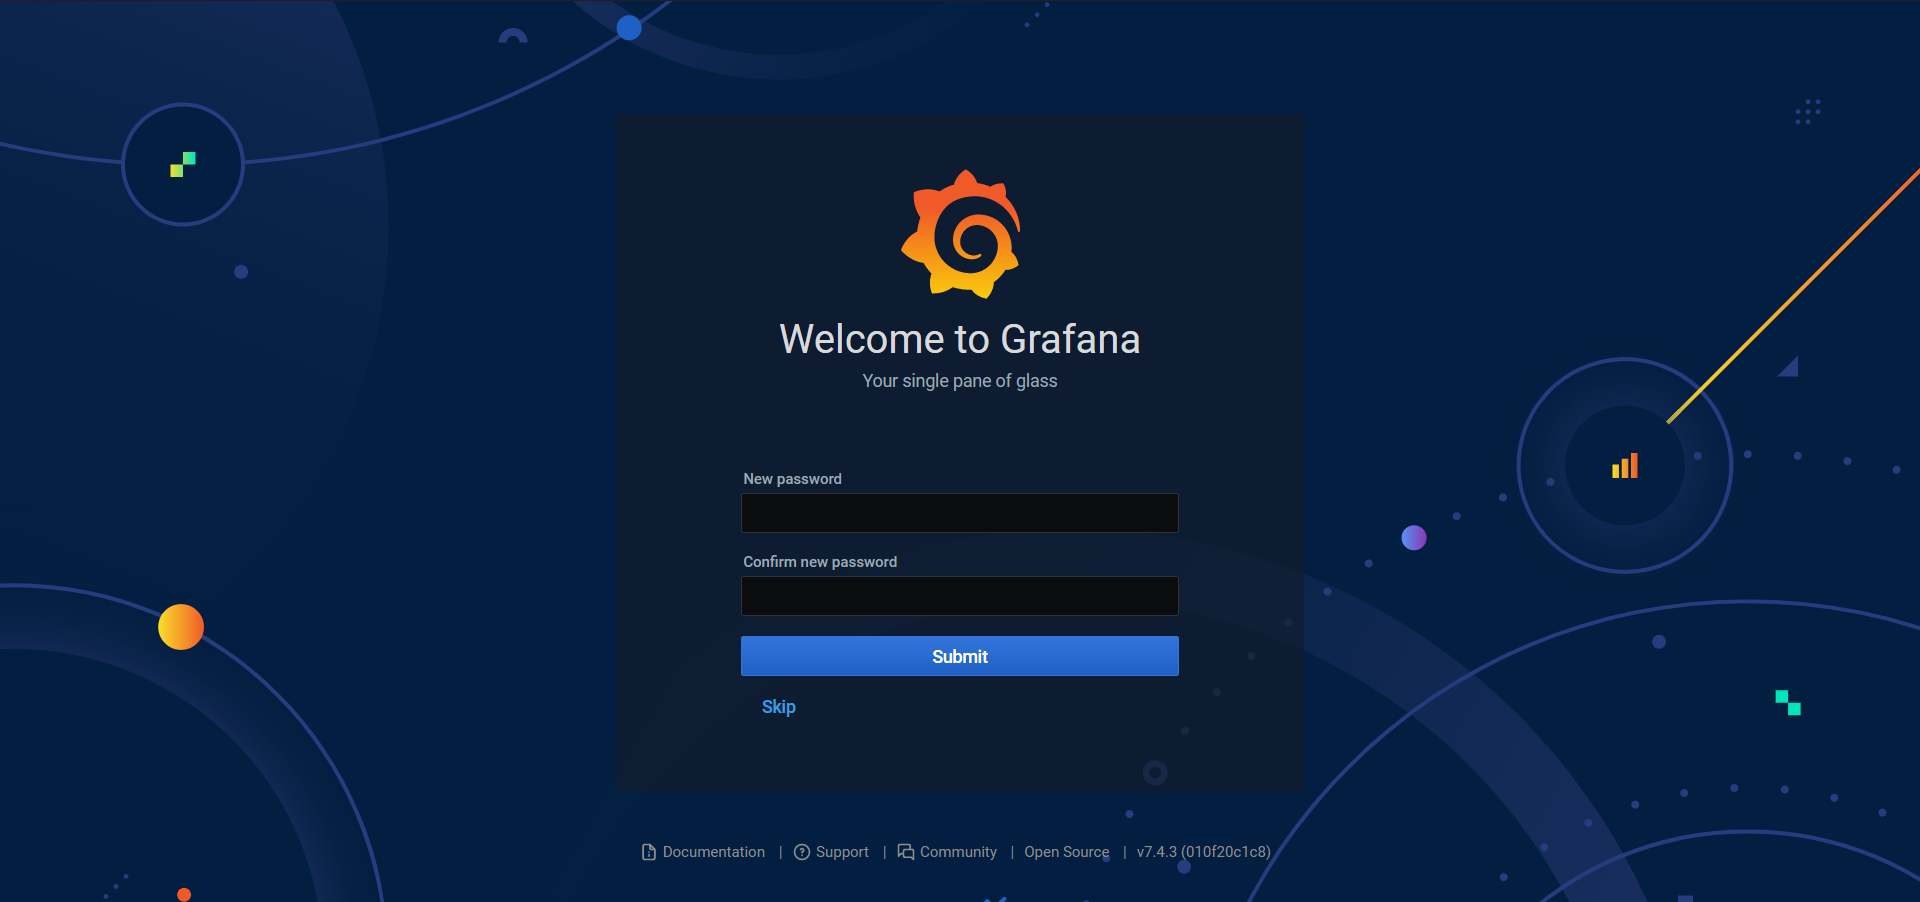 Welcome to Grafana
Your single pane of glass
New password
Confirm new password
Submit
Skip
Documentation | Support | Community | Open Source | v7.4.3 (010f20c1c8)